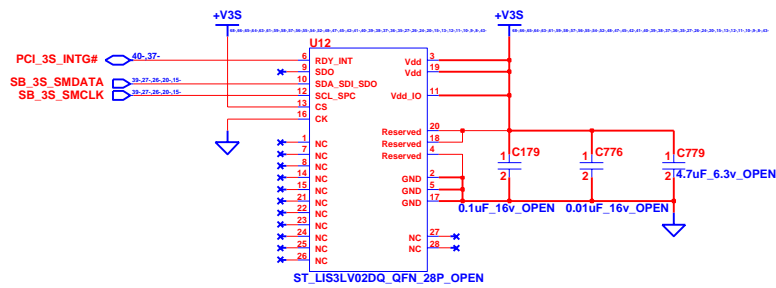 +V3S
+V3S
U12
PCI_3S_INTG#
40-,37-
6 RDY_INT
9 SDO
SB_3S_SMDATA
39-,27-,26-,20-,15-
10 SDA_SDI_SDO
SB_3S_SMCLK
39-,27-,26-,20-,15-
12 SCL_SPC
13 CS
16 CK
Vdd 3
Vdd 19
Vdd_IO 11
Reserved 20
Reserved 18
Reserved 4
1 NC
7 NC
8 NC
14 NC
15 NC
21 NC
22 NC
23 NC
24 NC
25 NC
26 NC
GND 2
GND 5
GND 17
NC 27
NC 28
1 C179
2
0.1uF_16v_OPEN
1 C776
2
0.01uF_16v_OPEN
1 C779
2 4.7uF_6.3v_OPEN
ST_LIS3LV02DQ_QFN_28P_OPEN